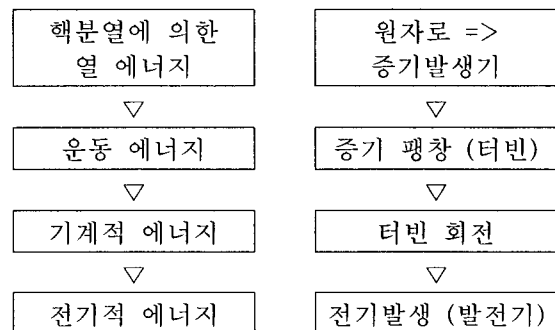 핵분열에 의한
열 에너지
▽
운동 에너지
▽
기계적 에너지
▽
전기적 에너지
원자로 =>
증기발생기
▽
증기 팽창 (터빈)
▽
터빈 회전
▽
전기발생 (발전기)